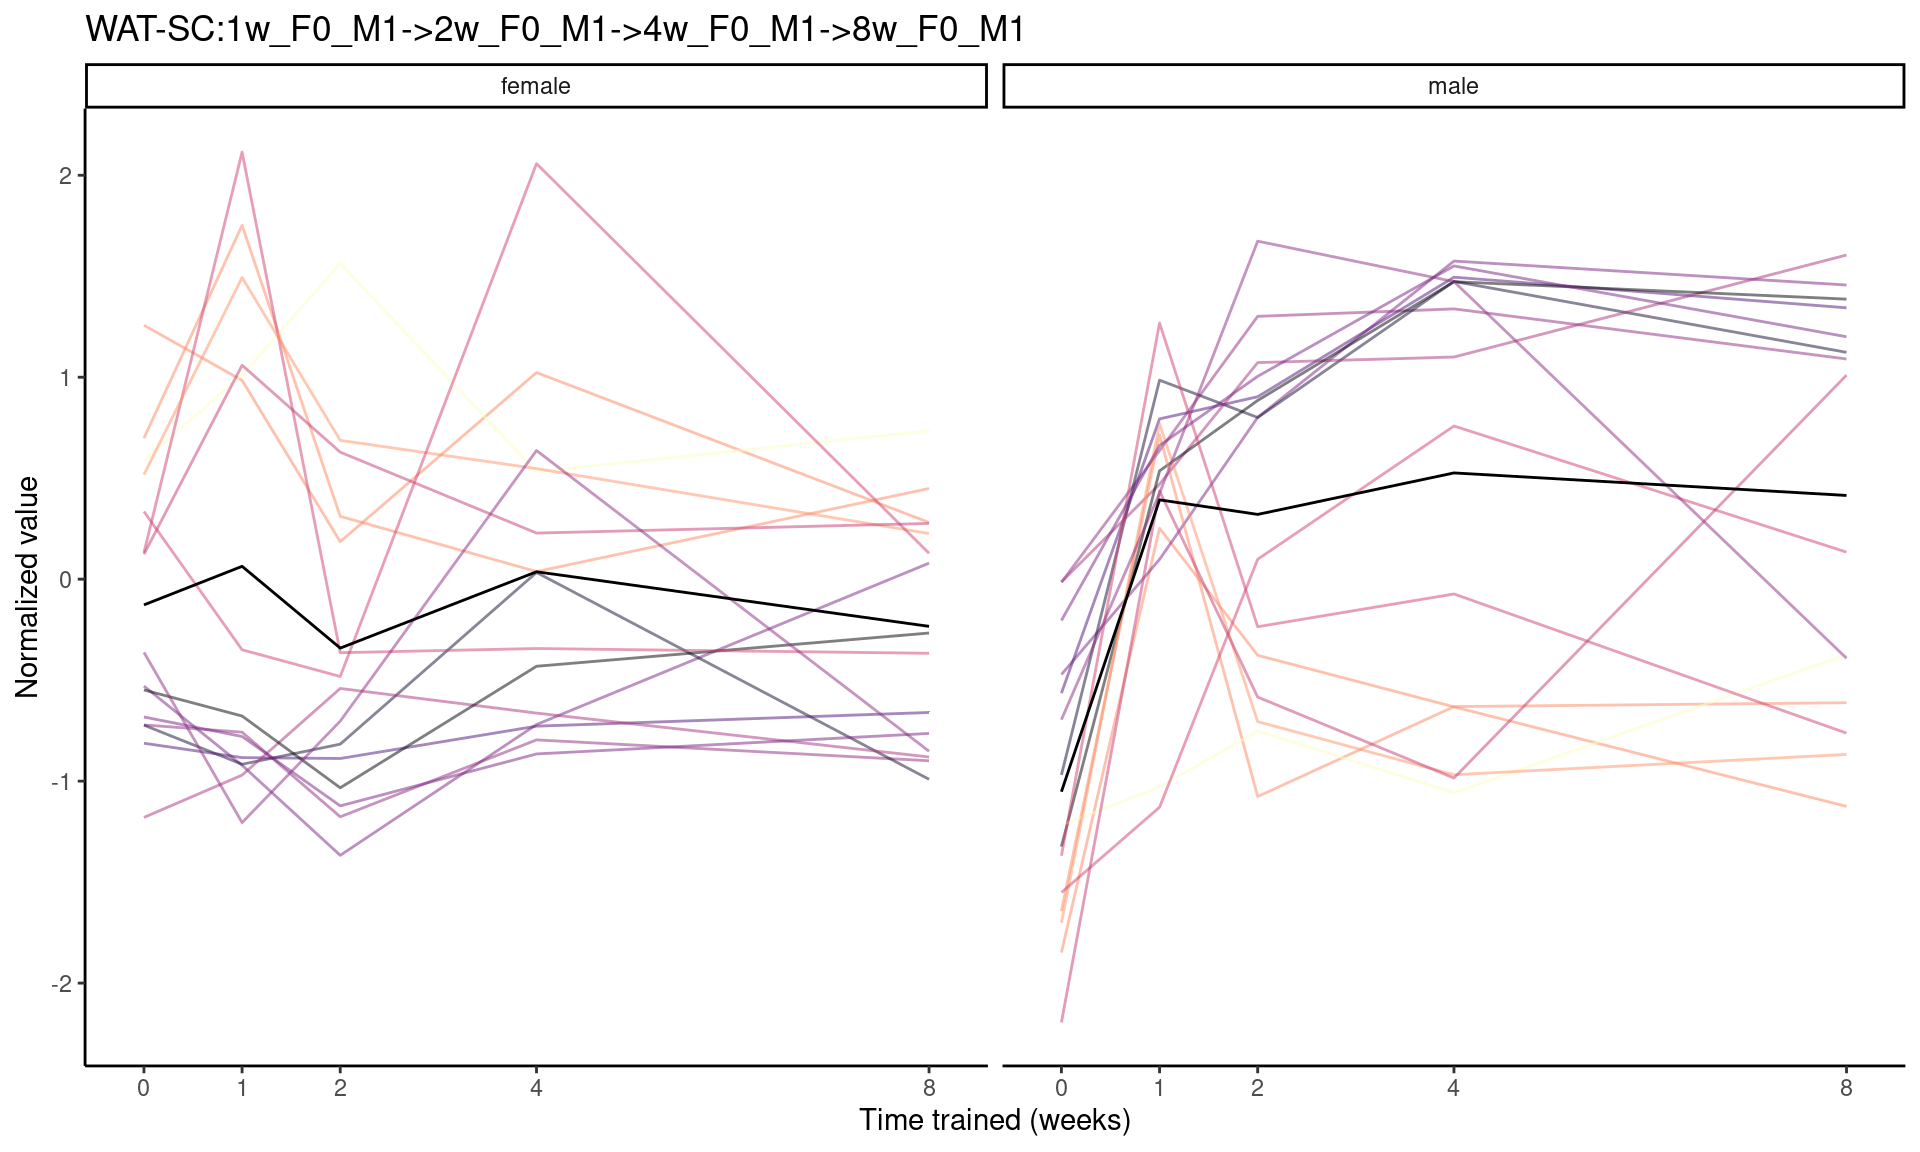 WAT-SC:1w_F0_M1->2w_F0_M1->4w_F0_M1->8w_F0_M1
female
male
Normalized value
2
1
0
-1
-2
0 1 2 4 8
0 1 2 4 8
Time trained (weeks)